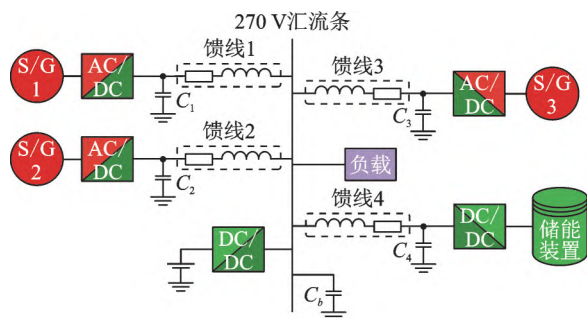 270 V汇流条
S/G
1
AC/
DC
馈线1
C1
馈线3
C3
AC/
DC
S/G
3
S/G
2
AC/
DC
馈线2
C2
负载
馈线4
C4
DC/
DC
储能
装置
DC/
DC
Cb